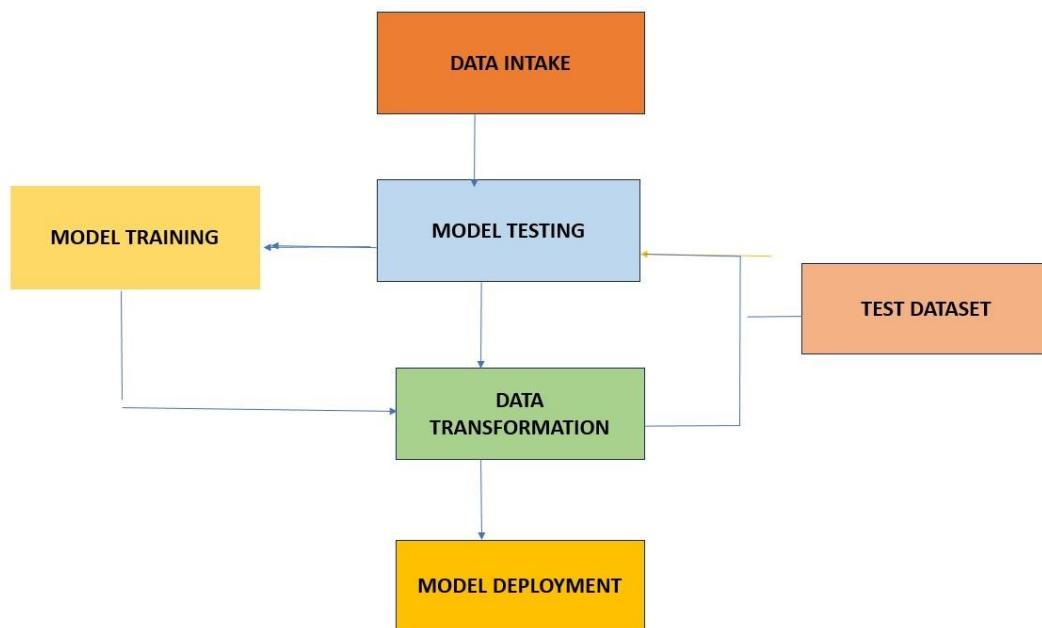 DATA INTAKE
MODEL TRAINING
MODEL TESTING
TEST DATASET
DATA
TRANSFORMATION
MODEL DEPLOYMENT